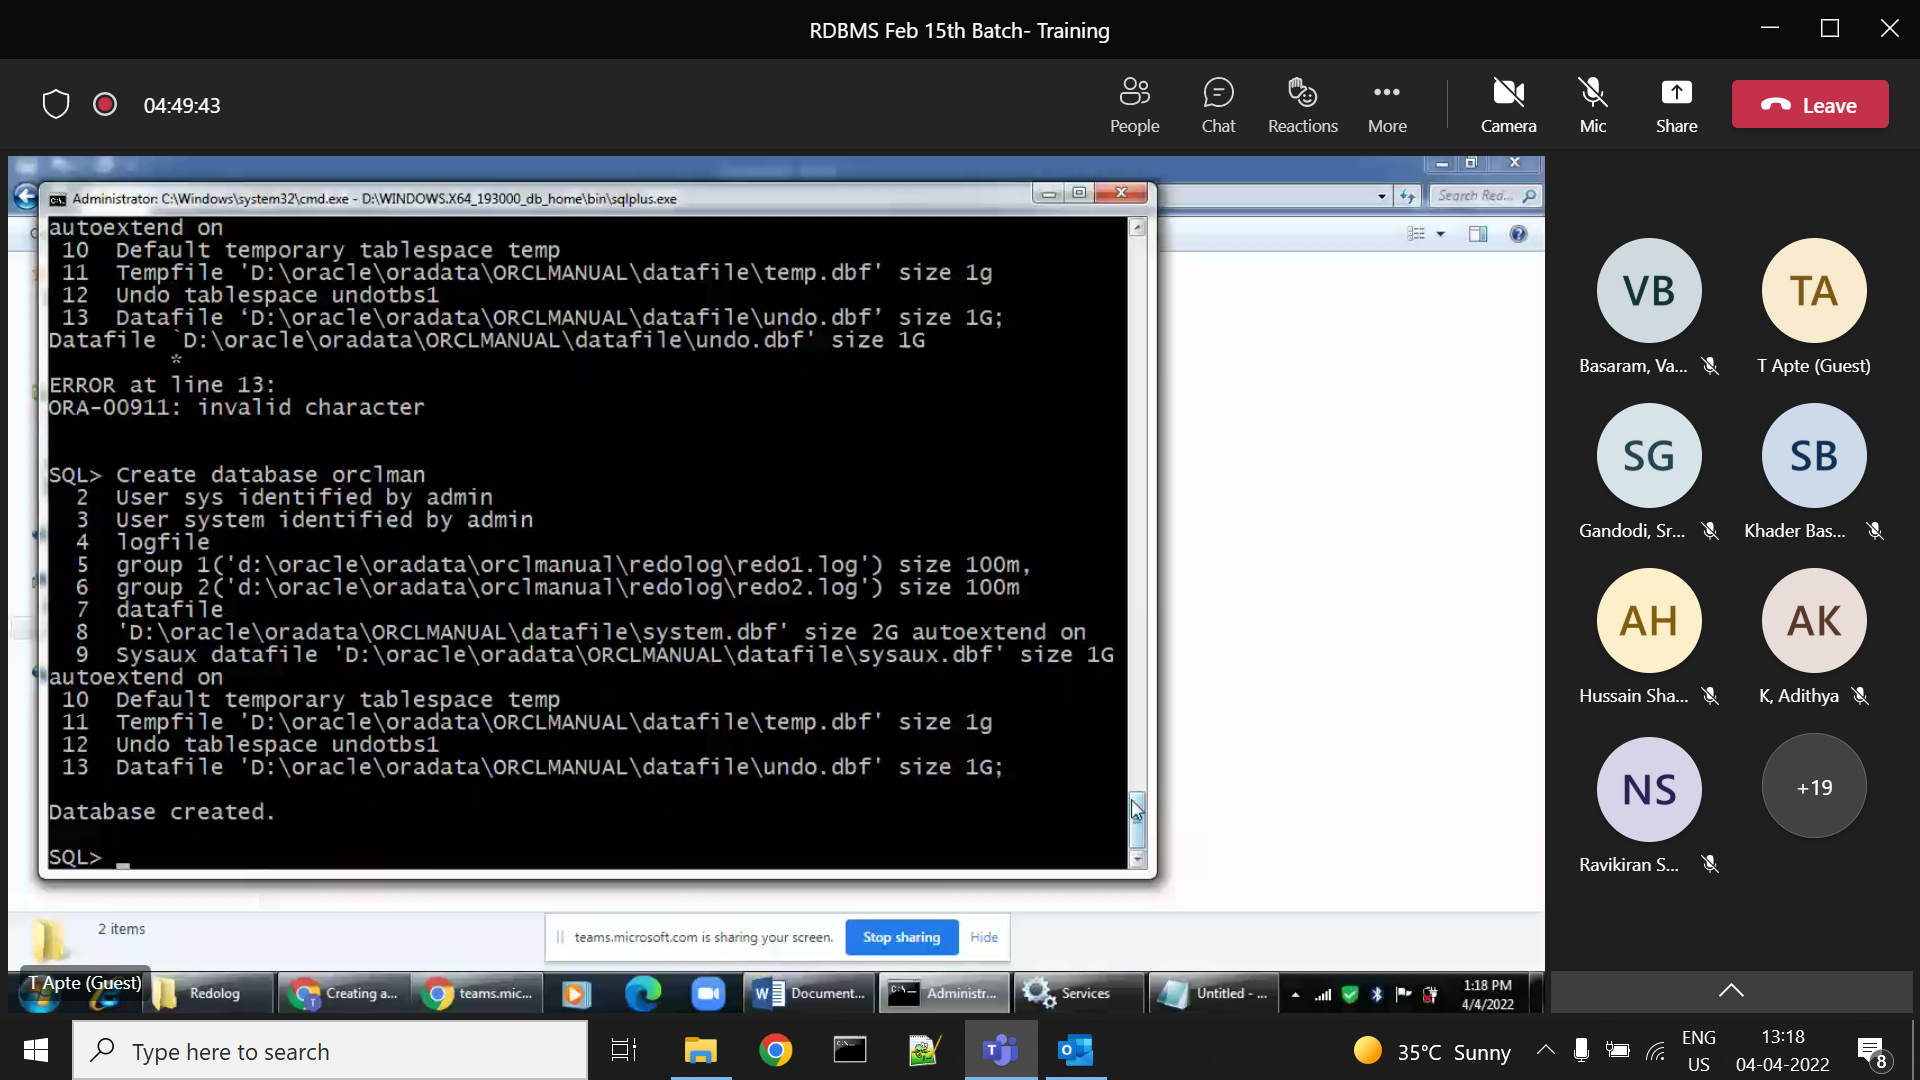 RDBMS Feb 15th Batch- Training
04:49:43
People
Chat
Reactions
More
Camera
Mic
Share
Leave
Administrator: C:\Windows\system32\cmd.exe - D:\WINDOWS.X64_193000_db_home\bin\sqlplus.exe
Search Red...
autoextend on
10 Default temporary tablespace temp
11 Tempfile 'D:\oracle\oradata\ORCLMANUAL\datafile\temp.dbf' size 1g
12 Undo tablespace undotbs1
13 Datafile ‘D:\oracle\oradata\ORCLMANUAL\datafile\undo.dbf’ size 1G;
Datafile `D:\oracle\oradata\ORCLMANUAL\datafile\undo.dbf' size 1G
*
ERROR at line 13:
ORA-00911: invalid character
SQL> Create database orclman
2 User sys identified by admin
3 User system identified by admin
4 logfile
5 group 1('d:\oracle\oradata\orclmanual\redolog\redo1.log') size 100m,
6 group 2('d:\oracle\oradata\orclmanual\redolog\redo2.log') size 100m
7 datafile
8 'D:\oracle\oradata\ORCLMANUAL\datafile\system.dbf' size 2G autoextend on
9 Sysaux datafile 'D:\oracle\oradata\ORCLMANUAL\datafile\sysaux.dbf' size 1G
autoextend on
10 Default temporary tablespace temp
11 Tempfile 'D:\oracle\oradata\ORCLMANUAL\datafile\temp.dbf' size 1g
12 Undo tablespace undotbs1
13 Datafile 'D:\oracle\oradata\ORCLMANUAL\datafile\undo.dbf' size 1G;
Database created.
SQL>
VB
Basaram, Va...
TA
T Apte (Guest)
SG
Gandodi, Sr...
SB
Khader Bas...
AH
Hussain Sha...
AK
K, Adithya
NS
Ravikiran S...
+19
2 items
teams.microsoft.com is sharing your screen.
Stop sharing
Hide
T Apte (Guest)
Redolog
Creating a...
teams.mic...
Document...
Administr...
Services
Untitled - ...
1:18 PM
4/4/2022
Type here to search
35°C Sunny
ENG
US
13:18
04-04-2022
8